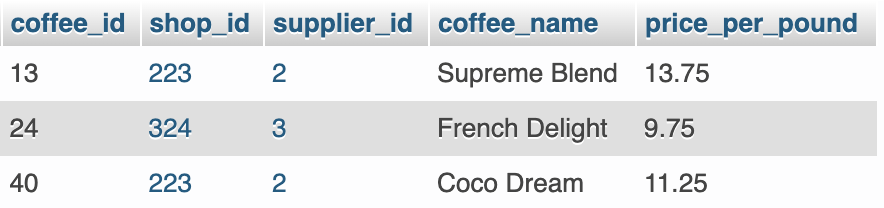 coffee_id shop_id supplier_id coffee_name price_per_pound
13 223 2 Supreme Blend 13.75
24 324 3 French Delight 9.75
40 223 2 Coco Dream 11.25